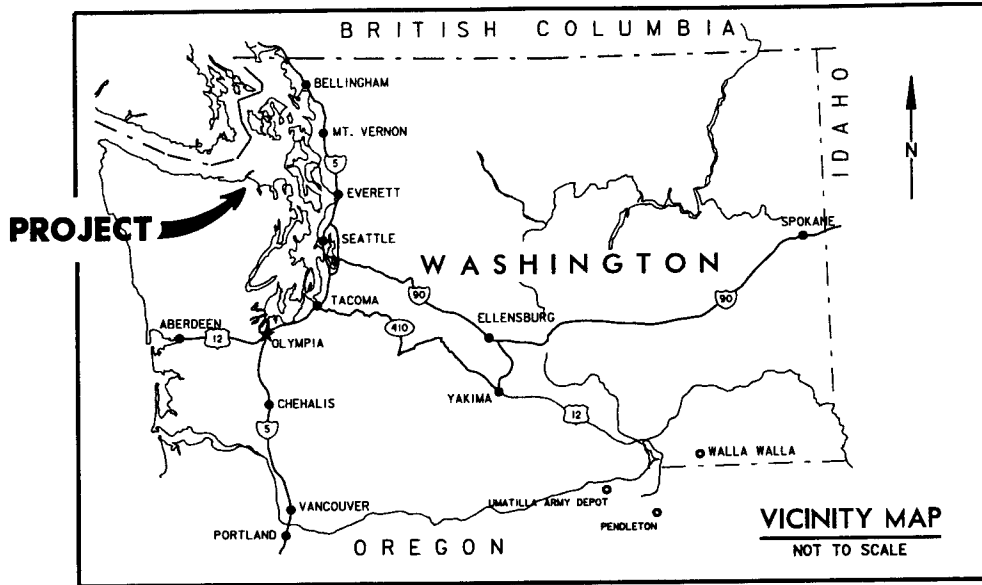 BRITISH COLUMBIA
BELLINGHAM
MT. VERNON
5
EVERETT
IDAHO
N
PROJECT
SEATTLE
SPOKANE
WASHINGTON
90
90
TACOMA
ABERDEEN
12
OLYMPIA
410
ELLENSBURG
CHEHALIS
5
YAKIMA
12
WALLA WALLA
UMATILLA ARMY DEPOT
PENDLETON
VANCOUVER
PORTLAND
OREGON
VICINITY MAP
NOT TO SCALE